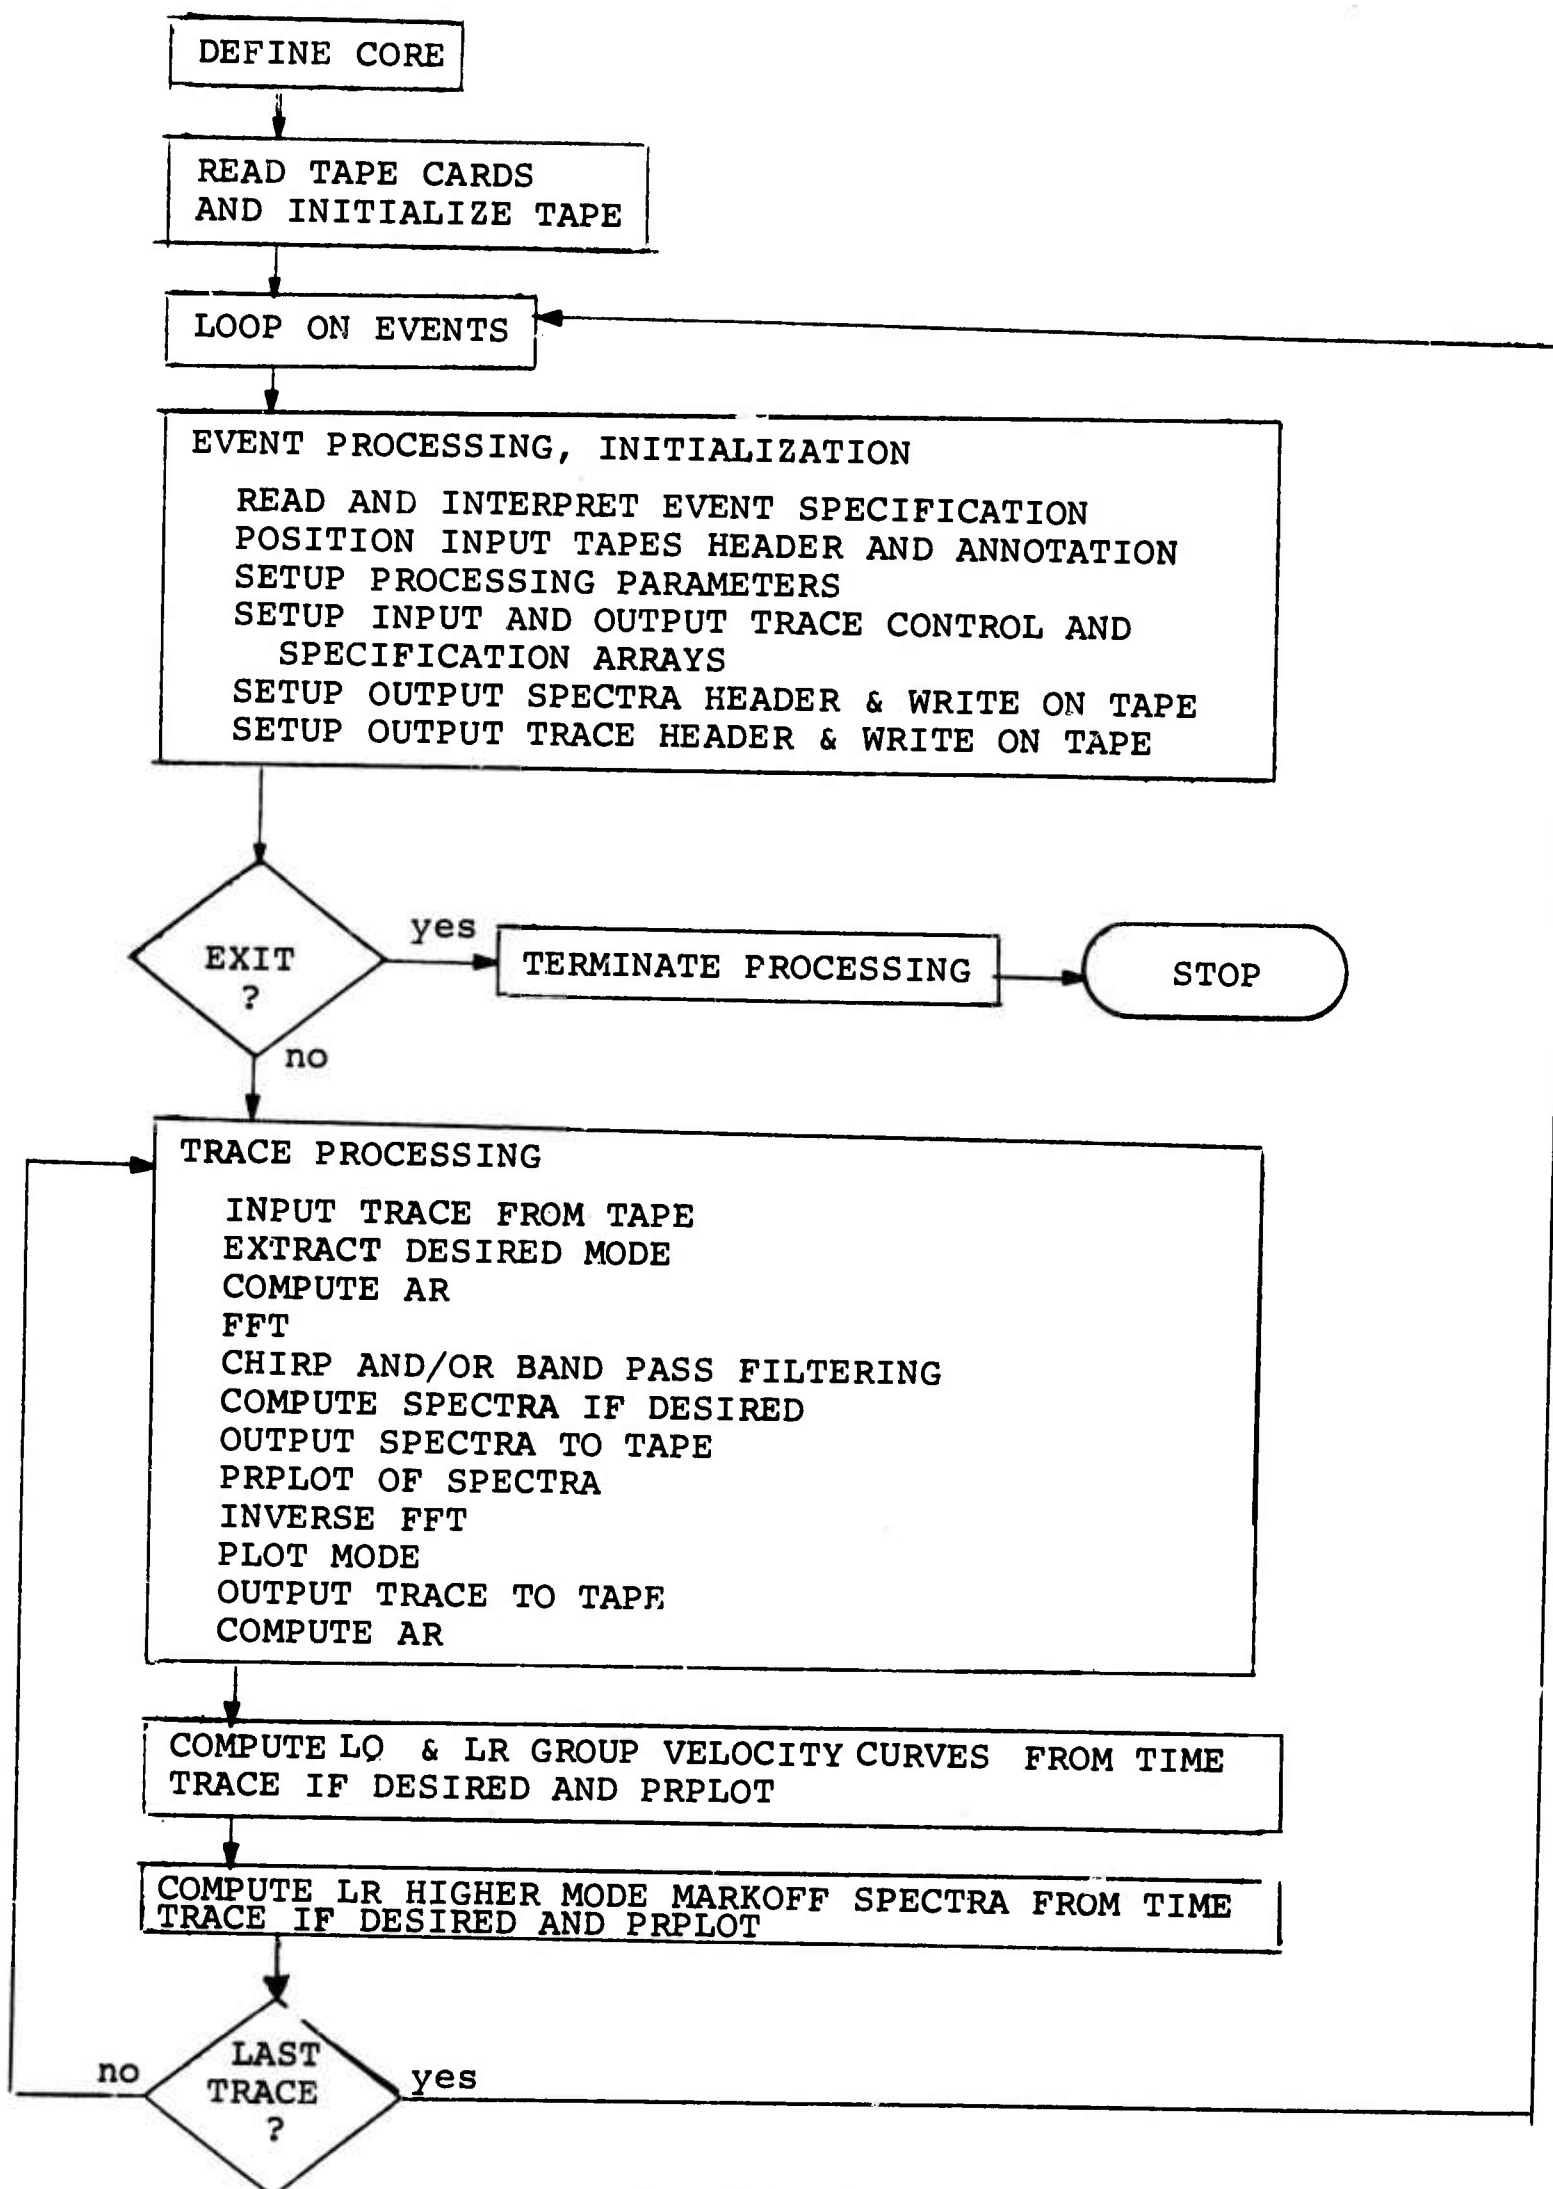 DEFINE CORE
READ TAPE CARDS
AND INITIALIZE TAPE
LOOP ON EVENTS
EVENT PROCESSING, INITIALIZATION
READ AND INTERPRET EVENT SPECIFICATION
POSITION INPUT TAPES HEADER AND ANNOTATION
SETUP PROCESSING PARAMETERS
SETUP INPUT AND OUTPUT TRACE CONTROL AND
SPECIFICATION ARRAYS
SETUP OUTPUT SPECTRA HEADER & WRITE ON TAPE
SETUP OUTPUT TRACE HEADER & WRITE ON TAPE
EXIT
?
yes
TERMINATE PROCESSING
STOP
no
TRACE PROCESSING
INPUT TRACE FROM TAPE
EXTRACT DESIRED MODE
COMPUTE AR
FFT
CHIRP AND/OR BAND PASS FILTERING
COMPUTE SPECTRA IF DESIRED
OUTPUT SPECTRA TO TAPE
PRPLOT OF SPECTRA
INVERSE FFT
PLOT MODE
OUTPUT TRACE TO TAPE
COMPUTE AR
COMPUTE LQ & LR GROUP VELOCITY CURVES FROM TIME
TRACE IF DESIRED AND PRPLOT
COMPUTE LR HIGHER MODE MARKOFF SPECTRA FROM TIME
TRACE IF DESIRED AND PRPLOT
no
LAST
TRACE
?
yes